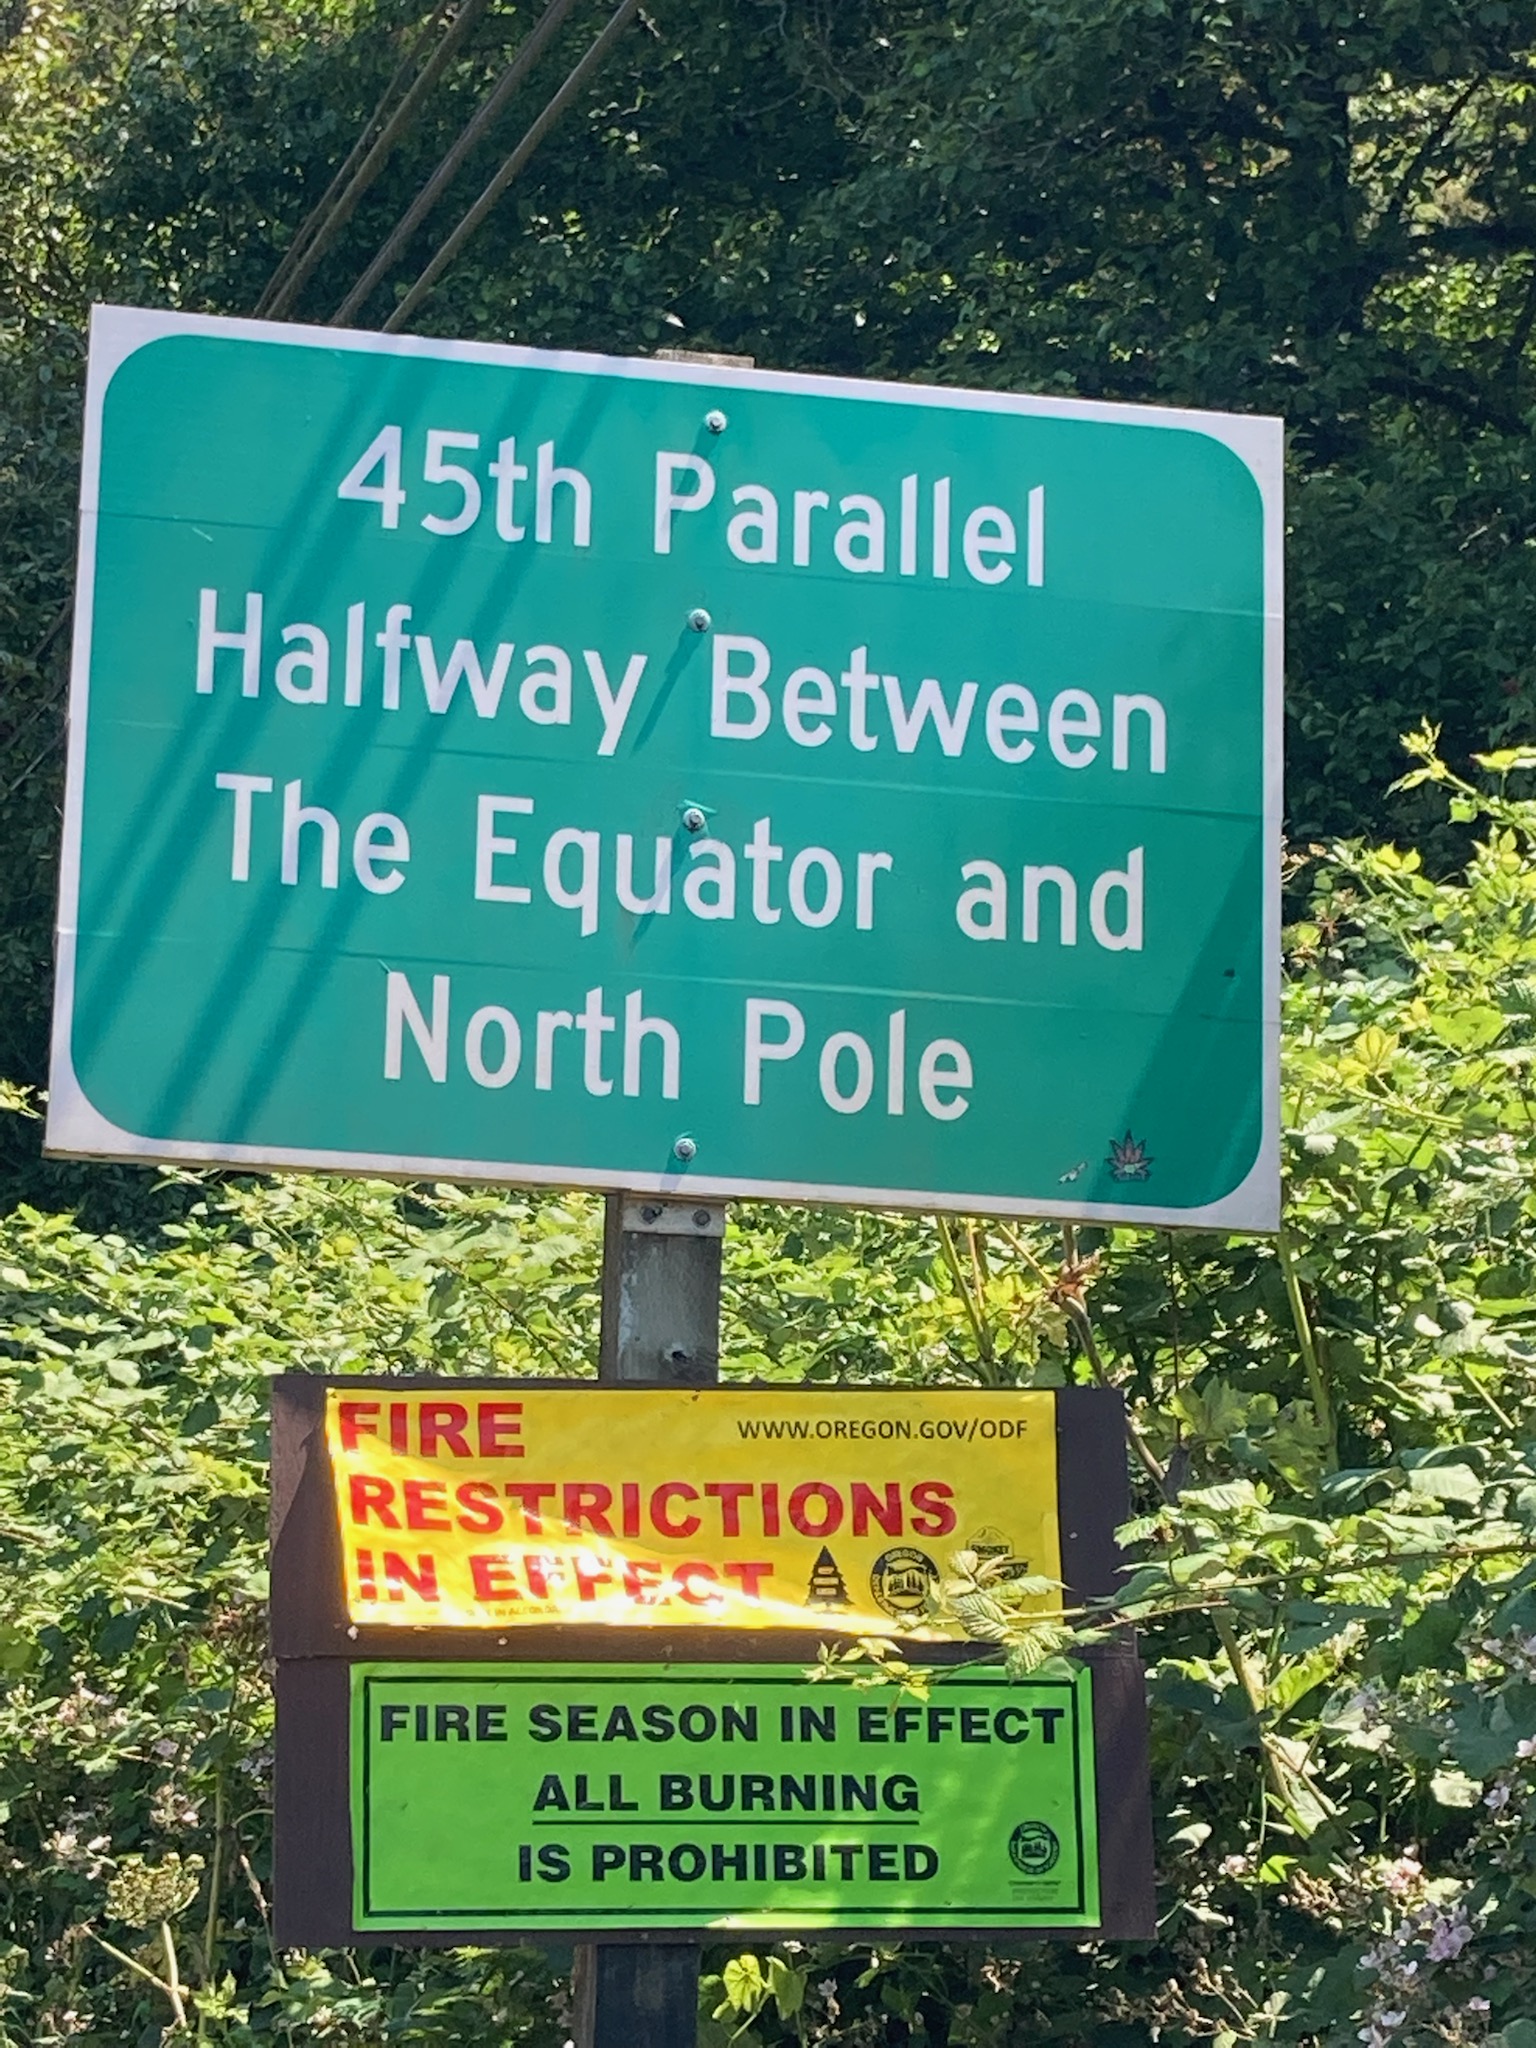 45th Parallel
Halfway Between
The Equator and
North Pole
FIRE
WWW.OREGON.GOV/ODF
RESTRICTIONS
IN EFFECT
FIRE SEASON IN EFFECT
ALL BURNING
IS PROHIBITED